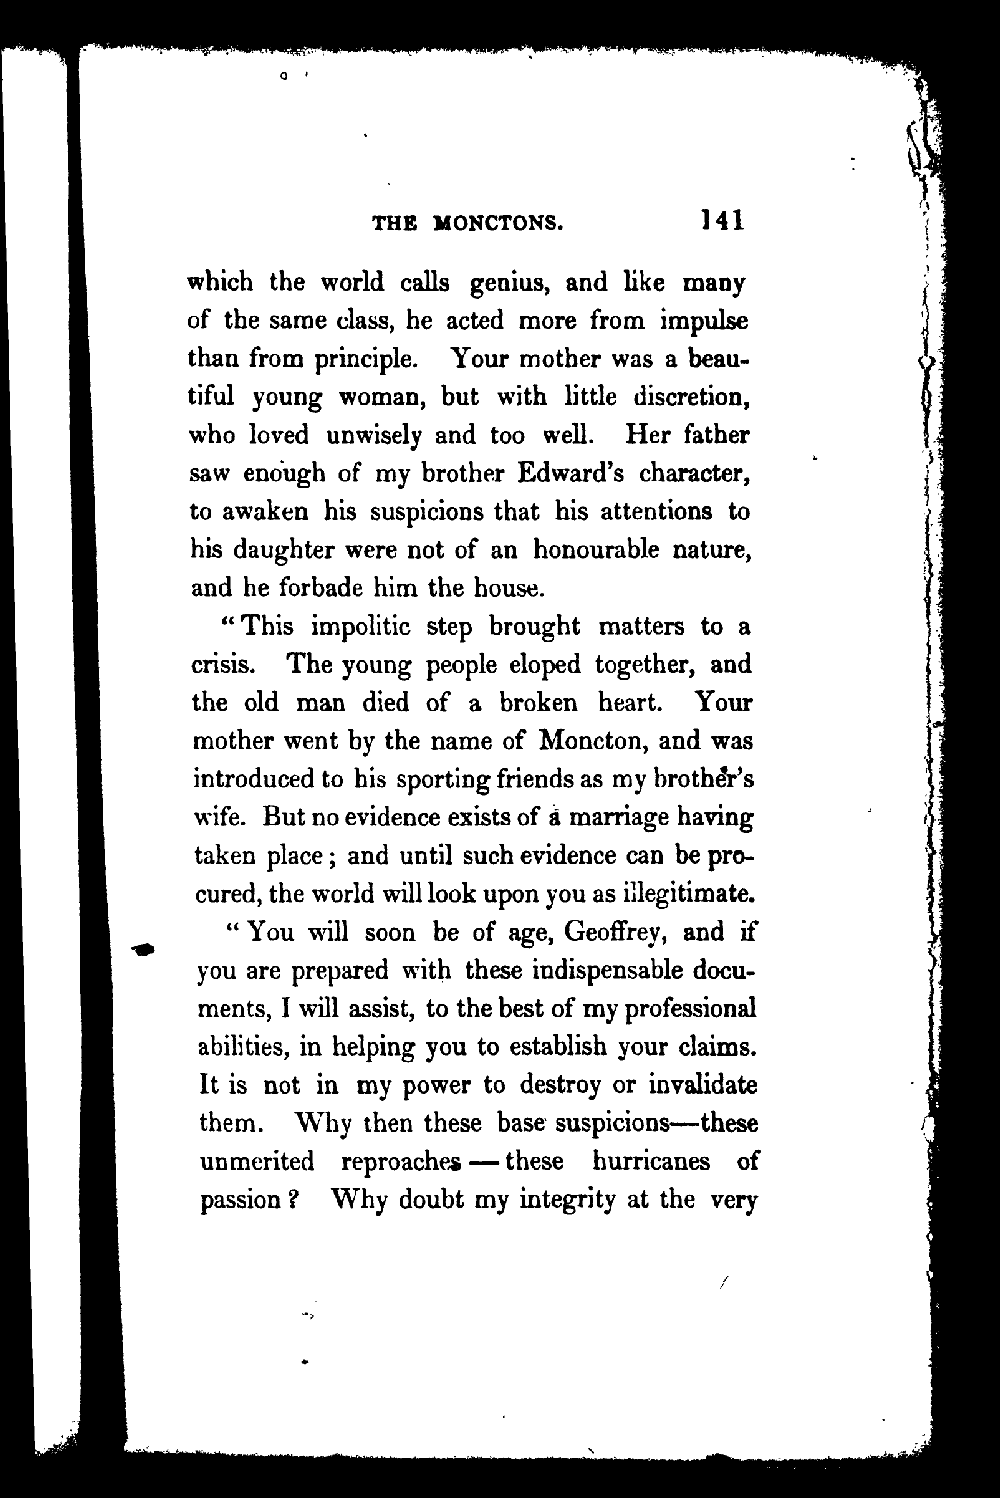 THE MONCTONS. 141
which the world calls genius, and like many
of the same class, he acted more from impulse
than from principle. Your mother was a beau-
tiful young woman, but with little discretion,
who loved unwisely and too well. Her father
saw enough of my brother Edward's character,
to awaken his suspicions that his attentions to
his daughter were not of an honourable nature,
and he forbade him the house.
"This impolitic step brought matters to a
crisis. The young people eloped together, and
the old man died of a broken heart. Your
mother went by the name of Moncton, and was
introduced to his sporting friends as my brother's
wife. But no evidence exists of a marriage having
taken place; and until such evidence can be pro-
cured, the world will look upon you as illegitimate.
"You will soon be of age, Geoffrey, and if
you are prepared with these indispensable docu-
ments, I will assist, to the best of my professional
abilities, in helping you to establish your claims.
It is not in my power to destroy or invalidate
them. Why then these base suspicions—these
unmerited reproaches—these hurricanes of
passion? Why doubt my integrity at the very